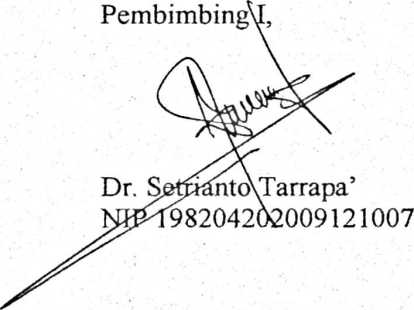 Pembimbing I,
Dr. Setrianto Tarrapa'
NIP 198204202009121007